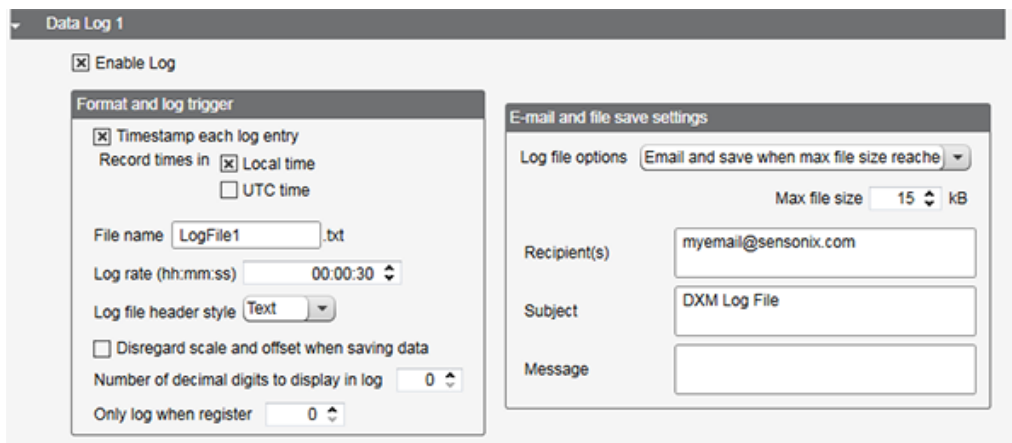 Data Log 1
Enable Log
Format and log trigger
Timestamp each log entry
Record times in Local time
UTC time
File name LogFile1 .txt
Log rate (hh:mm:ss) 00:00:30
Log file header style Text
Disregard scale and offset when saving data
Number of decimal digits to display in log 0
Only log when register 0
E-mail and file save settings
Log file options Email and save when max file size reache
Max file size 15 kB
Recipient(s) myemail@sensonix.com
Subject DXM Log File
Message